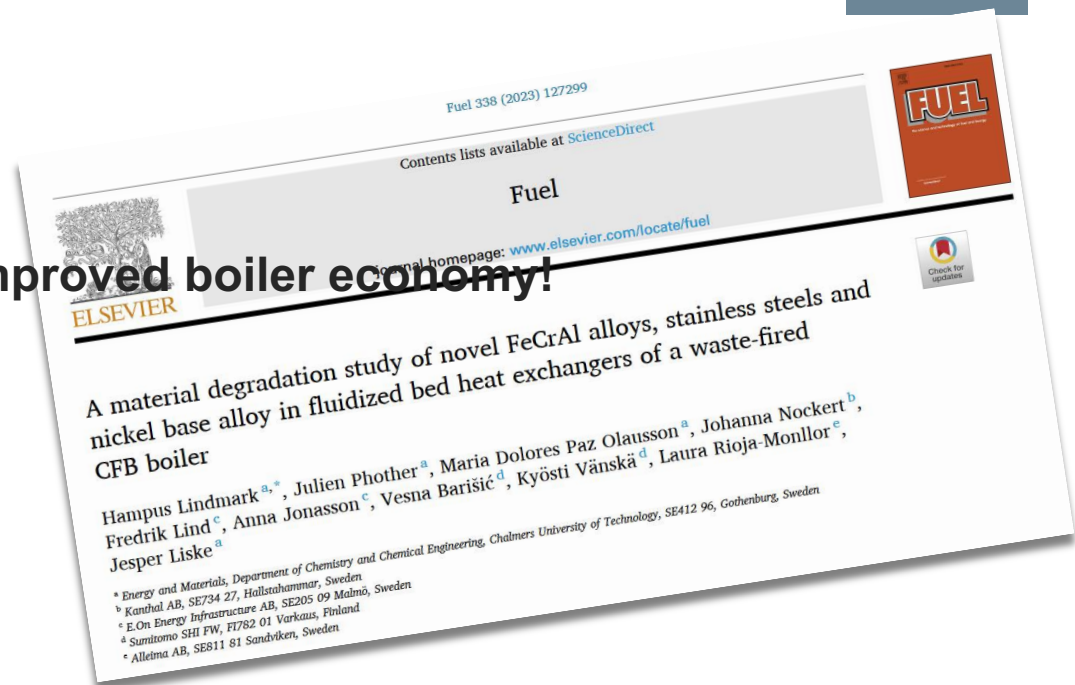 Fuel 338 (2023) 127299
Contents lists available at ScienceDirect
FUEL
Fuel
journal homepage: www.elsevier.com/locate/fuel
mproved boiler economy!
ELSEVIER
Check for
updates
A material degradation study of novel FeCrAl alloys, stainless steels and
nickel base alloy in fluidized bed heat exchangers of a waste-fired
CFB boiler
Hampus Lindmark a,*, Julien Phother a, Maria Dolores Paz Olausson a, Johanna Nockert b,
Fredrik Lind c, Anna Jonasson c, Vesna Barišić d, Kyösti Vänskä d, Laura Rioja-Monllor e,
Jesper Liske a
a Energy and Materials, Department of Chemistry and Chemical Engineering, Chalmers University of Technology, SE412 96, Gothenburg, Sweden
b Kanthal AB, SE734 27, Hallstahammar, Sweden
c E.On Energy Infrastructure AB, SE205 09 Malmö, Sweden
d Sumitomo SHI FW, FI782 01 Varkaus, Finland
e Alleima AB, SE811 81 Sandviken, Sweden